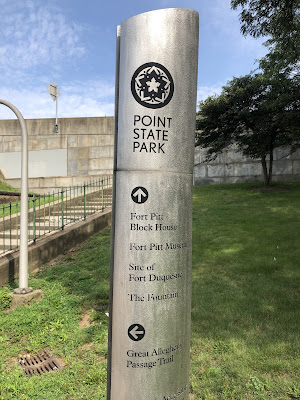 POINT
STATE
PARK
Fort Pitt
Block House
Fort Pitt Museum
Site of
Fort Duquesne
The Fountain
Great Allegheny
Passage Trail